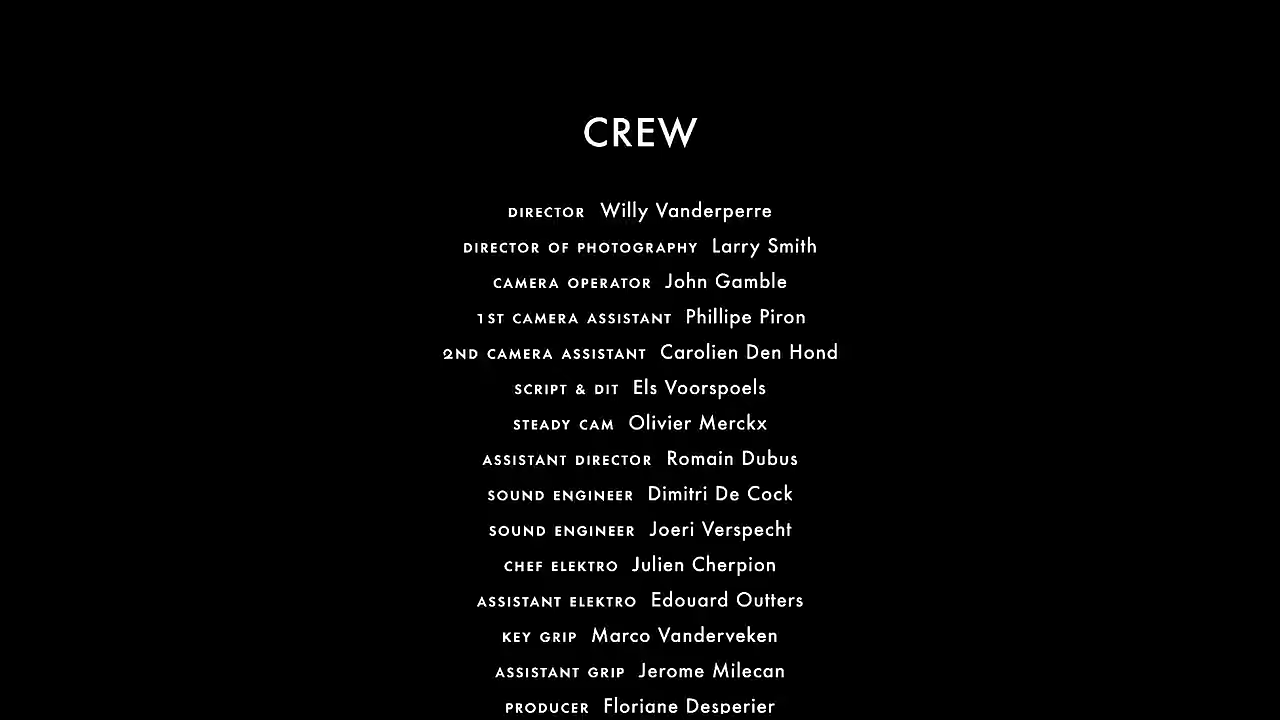 CREW
DIRECTOR Willy Vanderperre
DIRECTOR OF PHOTOGRAPHY Larry Smith
CAMERA OPERATOR John Gamble
1ST CAMERA ASSISTANT Phillipe Piron
2ND CAMERA ASSISTANT Carolien Den Hond
SCRIPT & DIT Els Voorspoels
STEADY CAM Olivier Merckx
ASSISTANT DIRECTOR Romain Dubus
SOUND ENGINEER Dimitri De Cock
SOUND ENGINEER Joeri Verspecht
CHEF ELEKTRO Julien Cherpion
ASSISTANT ELEKTRO Edouard Outters
KEY GRIP Marco Vanderveken
ASSISTANT GRIP Jerome Milecan
PRODUCER Floriane Desperier